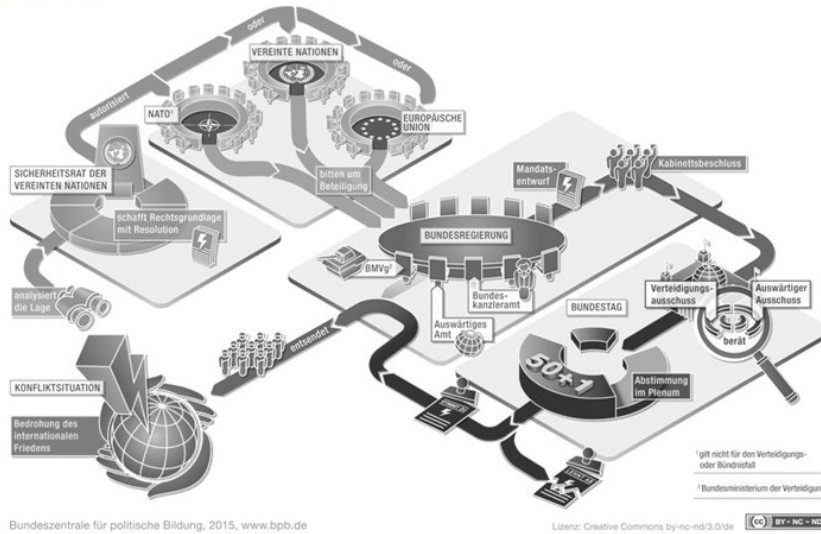 oder
VEREINTE NATIONEN
oder
autorisiert
NATO¹
EUROPÄISCHE
UNION
SICHERHEITSRAT DER
VEREINTEN NATIONEN
bitten um
Beteiligung
Mandats-
entwurf
Kabinettsbeschluss
schafft Rechtsgrundlage
mit Resolution
BUNDESREGIERUNG
BMVg²
Bundes-
kanzleramt
Auswärtiges
Amt
analysiert
die Lage
Verteidigungs-
ausschuss
Auswärtiger
Ausschuss
berät
BUNDESTAG
50+1
Abstimmung
im Plenum
entsendet
KONFLIKTSITUATION
Bedrohung des
internationalen
Friedens
¹ gilt nicht für den Verteidigungs-
oder Bündnisfall
² Bundesministerium der Verteidigun
Bundeszentrale für politische Bildung, 2015, www.bpb.de
Lizenz: Creative Commons by-nc-nd/3.0/de
cc BY-NC-ND